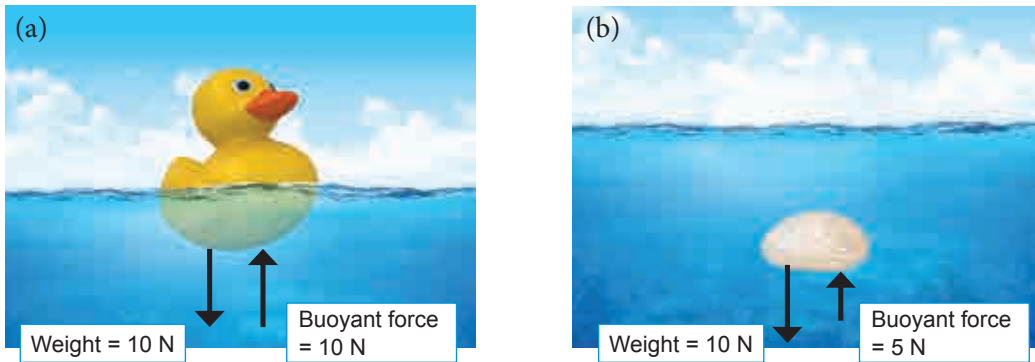 (a)
Weight = 10 N
Buoyant force
= 10 N
(b)
Weight = 10 N
Buoyant force
= 5 N